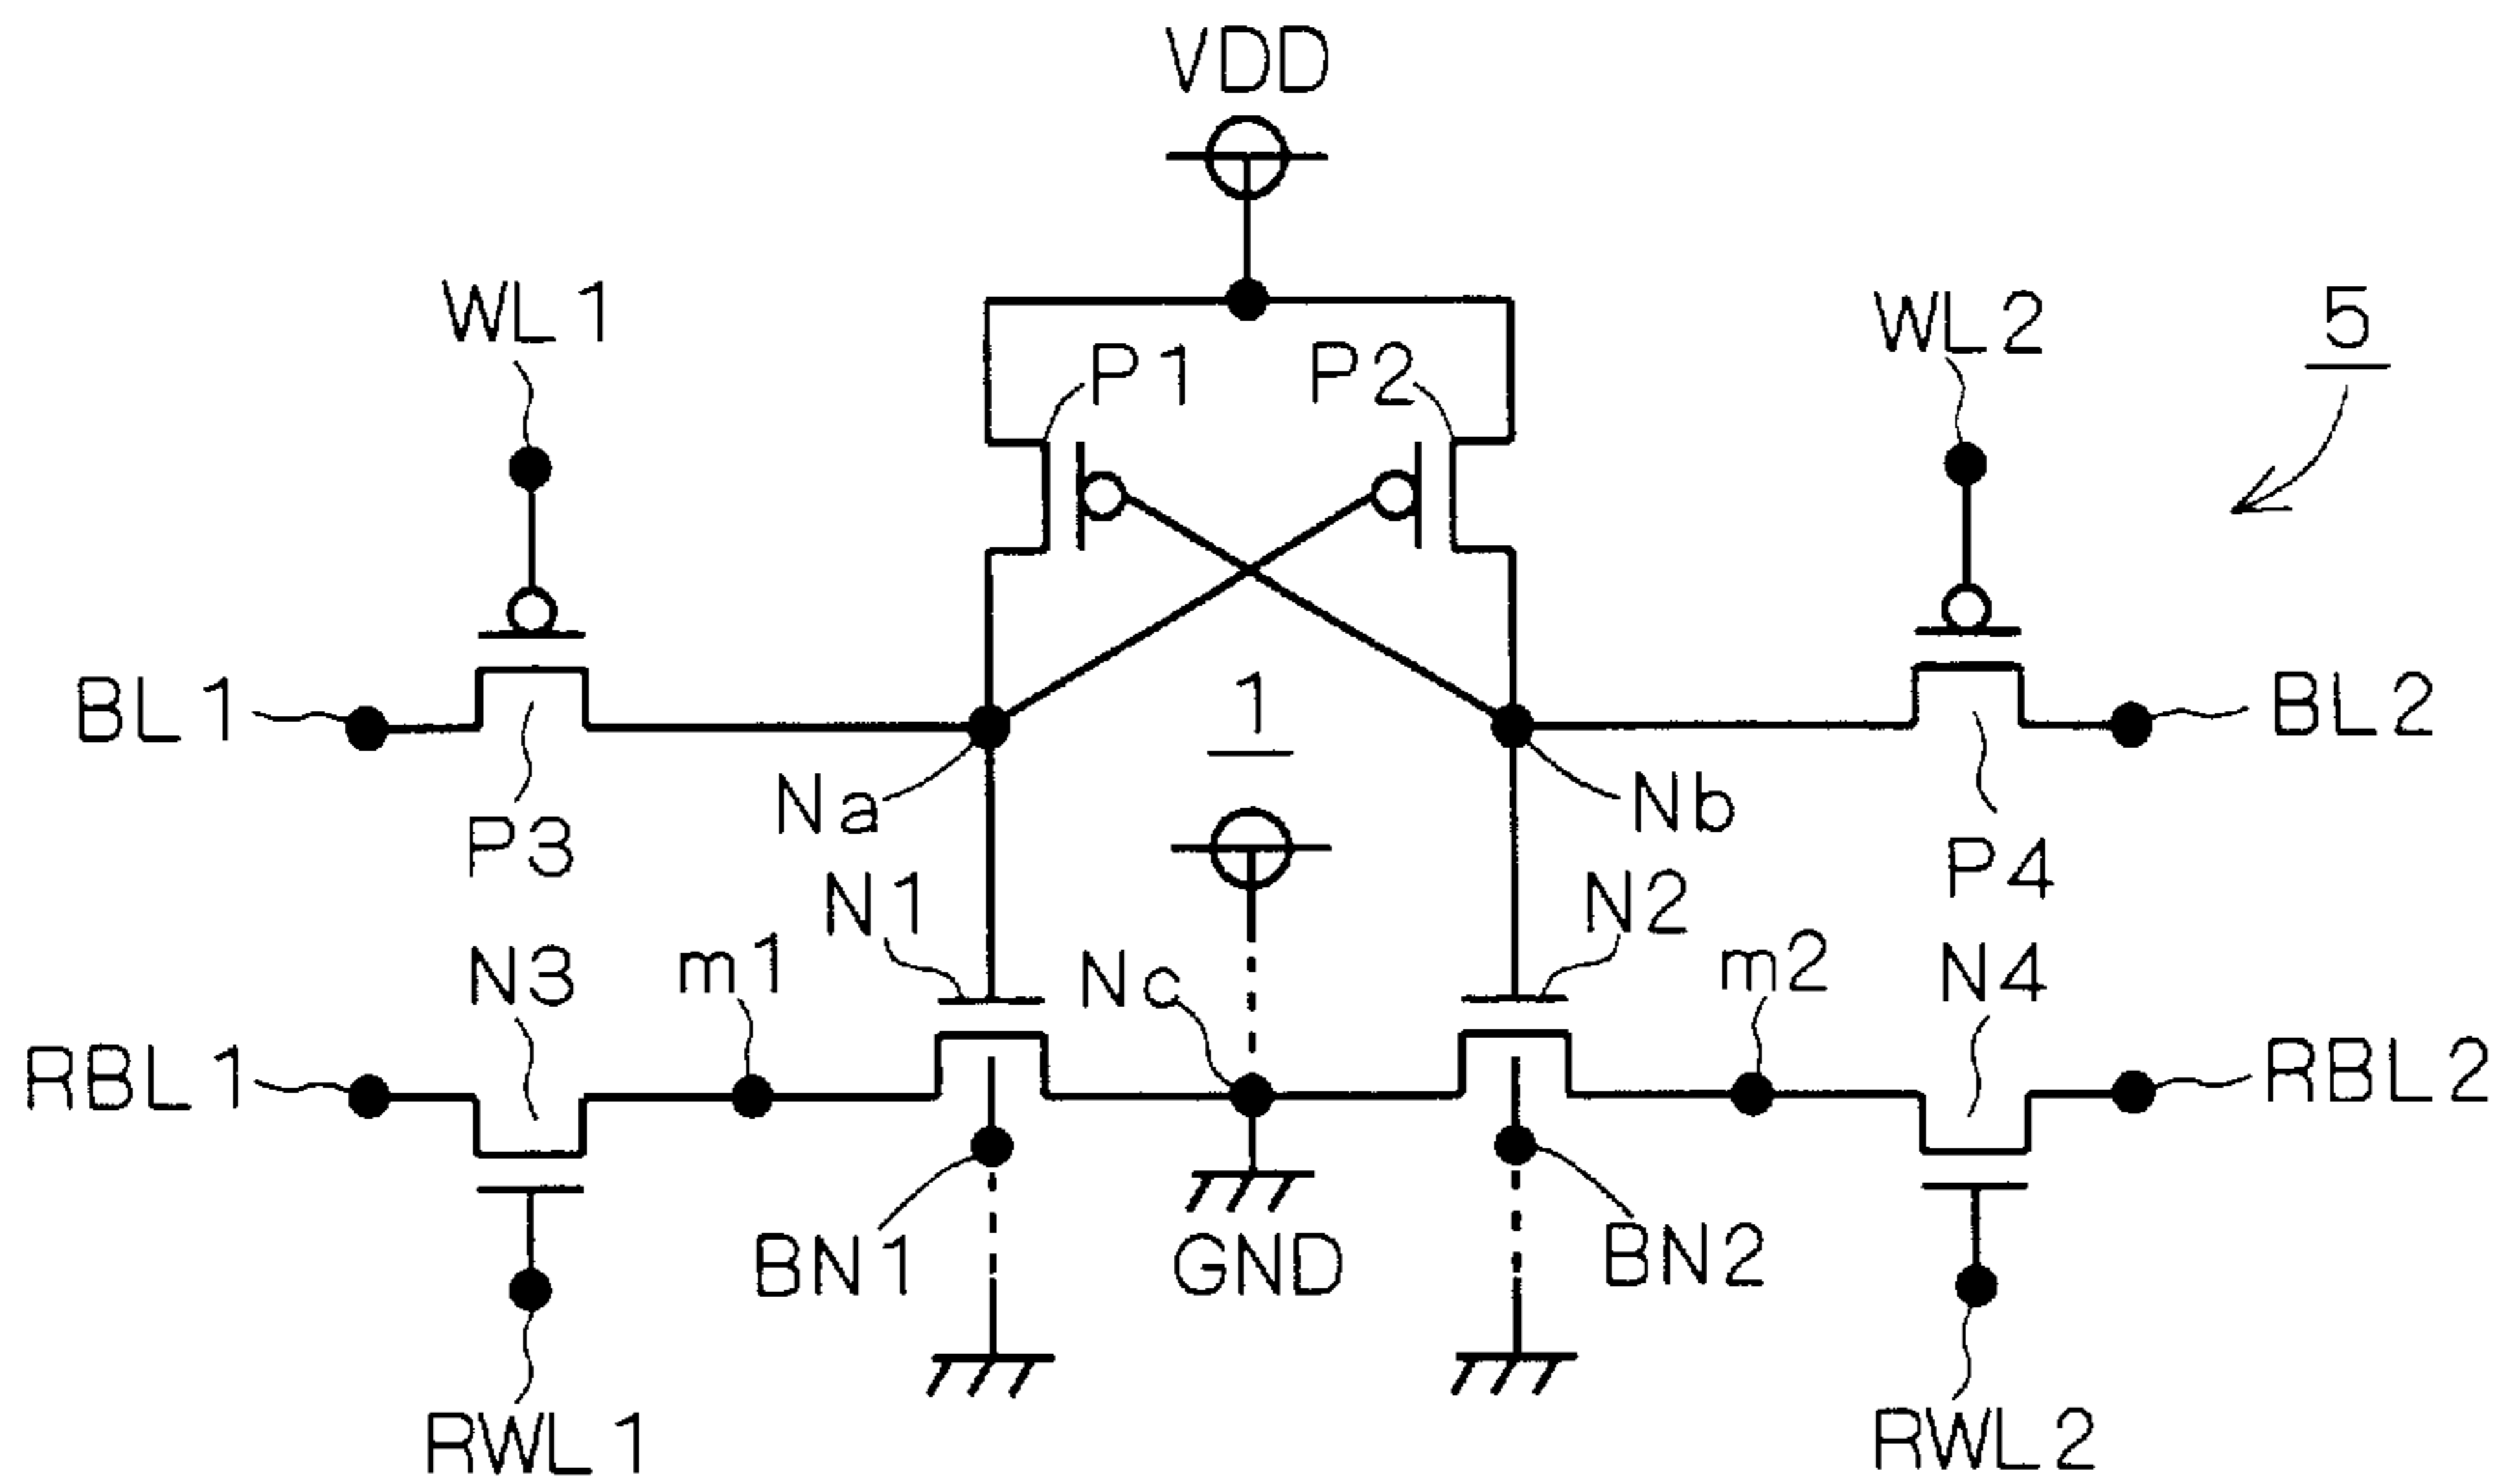 VDD
WL1
WL2
5
P1
P2
BL1
1
BL2
Na
Nb
P3
P4
N1
N2
N3
m1
Nc
m2
N4
RBL1
RBL2
BN1
GND
BN2
RWL1
RWL2